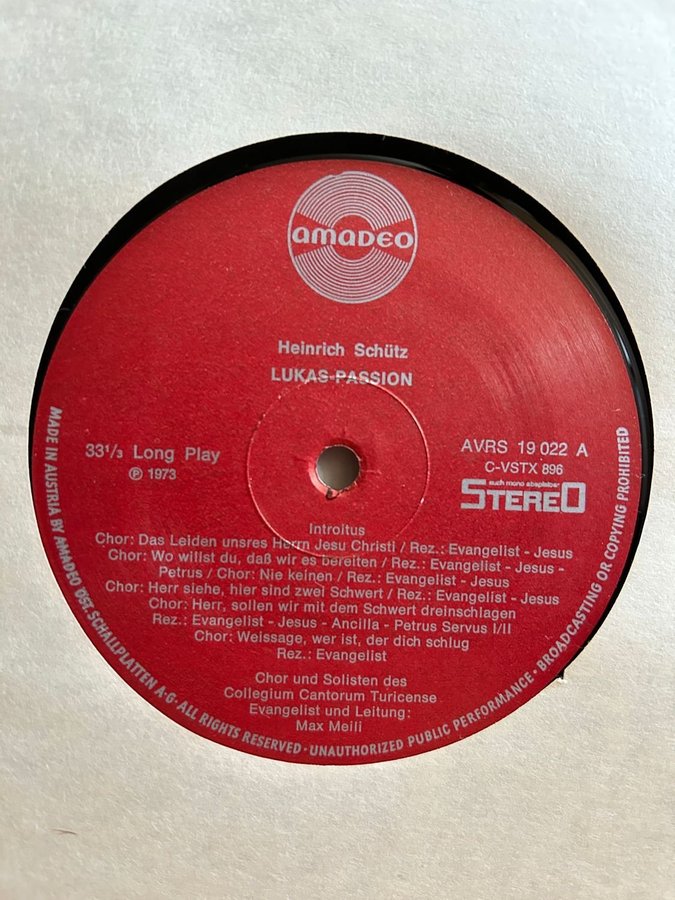 AMADEO
Heinrich Schütz
LUKAS-PASSION
33 1/3 Long Play
℗ 1973
AVRS 19 022 A
C-VSTX 896
auch mono abspielbar
STEREO
Introitus
Chor: Das Leiden unsres Herrn Jesu Christi / Rez.: Evangelist - Jesus
Chor: Wo willst du, daß wir es bereiten / Rez.: Evangelist - Jesus -
Petrus / Chor: Nie keinen / Rez.: Evangelist - Jesus
Chor: Herr siehe, hier sind zwei Schwert / Rez.: Evangelist - Jesus
Chor: Herr, sollen wir mit dem Schwert dreinschlagen
Rez.: Evangelist - Jesus - Ancilla - Petrus Servus I/II
Chor: Weissage, wer ist, der dich schlug
Rez.: Evangelist
Chor und Solisten des
Collegium Cantorum Turicense
Evangelist und Leitung:
Max Meili
MADE IN AUSTRIA BY AMADEO ÖST. SCHALLPLATTEN A·G · ALL RIGHTS RESERVED · UNAUTHORIZED PUBLIC PERFORMANCE · BROADCASTING OR COPYING PROHIBITED